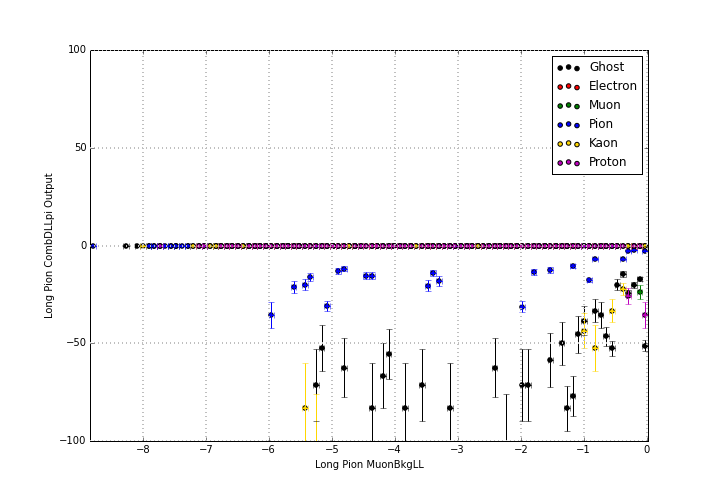 100
50
0
−50
−100
Long Pion CombDLLpi Output
Ghost
Electron
Muon
Pion
Kaon
Proton
−8 −7 −6 −5 −4 −3 −2 −1 0
Long Pion MuonBkgLL